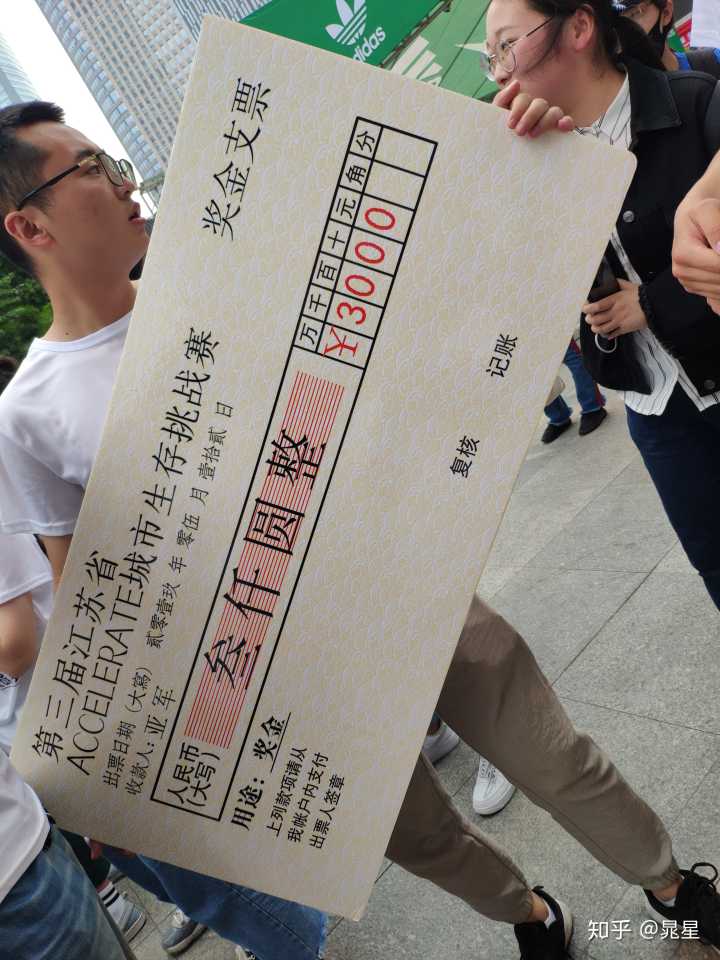 adidas
奖金支票
第三届江苏省
ACCELERATE城市生存挑战赛
出票日期（大寫） 贰零壹玖 年 零伍 月 壹拾贰 日
收款人：亚军
人民币
(大写)
叁仟圆整
万千百十元角分
¥3000
用途：奖金
上列款项请从
我帐户内支付
出票人签章
复核
记账
知乎 @晁星